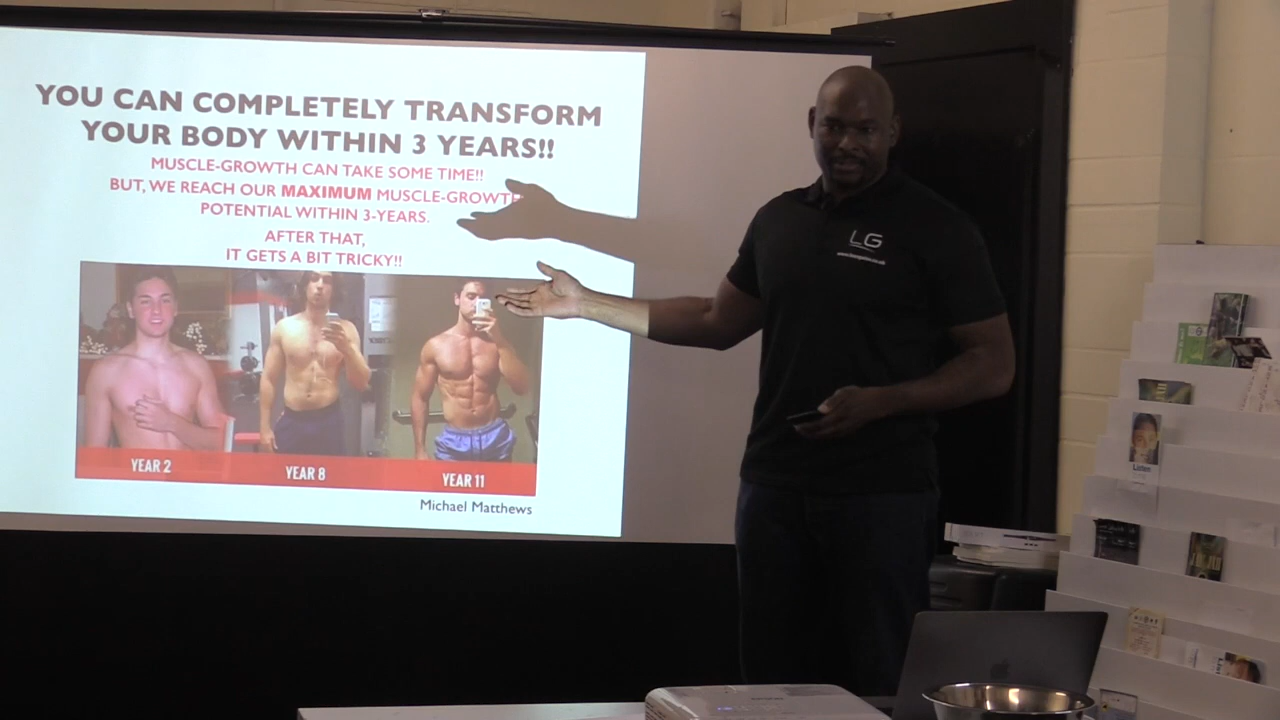 YOU CAN COMPLETELY TRANSFORM
YOUR BODY WITHIN 3 YEARS!!
MUSCLE-GROWTH CAN TAKE SOME TIME!!
BUT, WE REACH OUR MAXIMUM MUSCLE-GROWTH
POTENTIAL WITHIN 3-YEARS.
AFTER THAT,
IT GETS A BIT TRICKY!!
YEAR 2
YEAR 8
YEAR 11
Michael Matthews
LG
Listen